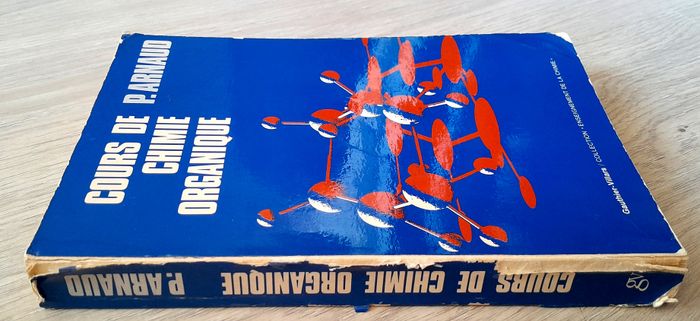 P. ARNAUD
COURS DE
CHIMIE
ORGANIQUE
Gauthier-Villars / COLLECTION « ENSEIGNEMENT DE LA CHIMIE »
P. ARNAUD COURS DE CHIMIE ORGANIQUE